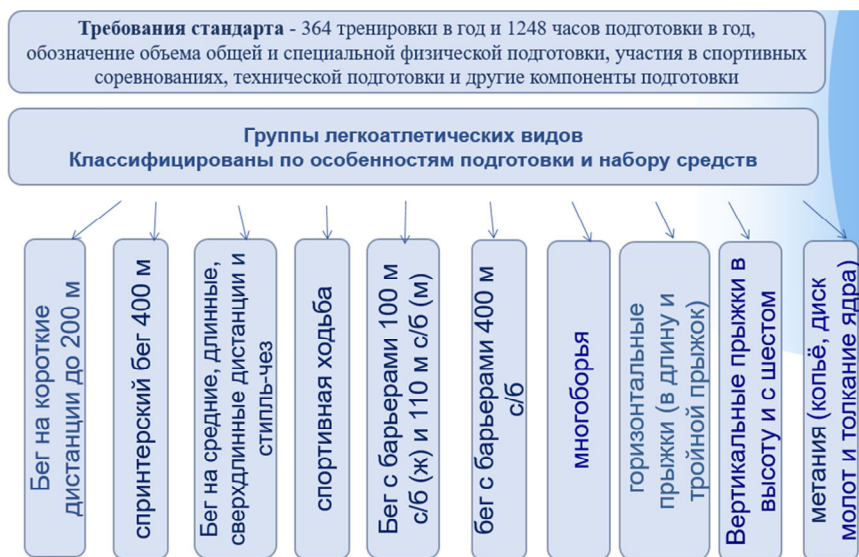 Требования стандарта - 364 тренировки в год и 1248 часов подготовки в год,
обозначение объема общей и специальной физической подготовки, участия в спортивных
соревнованиях, технической подготовки и другие компоненты подготовки
Группы легкоатлетических видов
Классифицированы по особенностям подготовки и набору средств
Бег на короткие
дистанции до 200 м
спринтерский бег 400 м
Бег на средние, длинные,
сверхдлинные дистанции и
стипль-чез
спортивная ходьба
Бег с барьерами 100 м
с/б (ж) и 110 м с/б (м)
бег с барьерами 400 м
с/б
многоборья
горизонтальные
прыжки (в длину и
тройной прыжок)
Вертикальные прыжки в
высоту и с шестом
метания (копьё, диск
молот и толкание ядра)